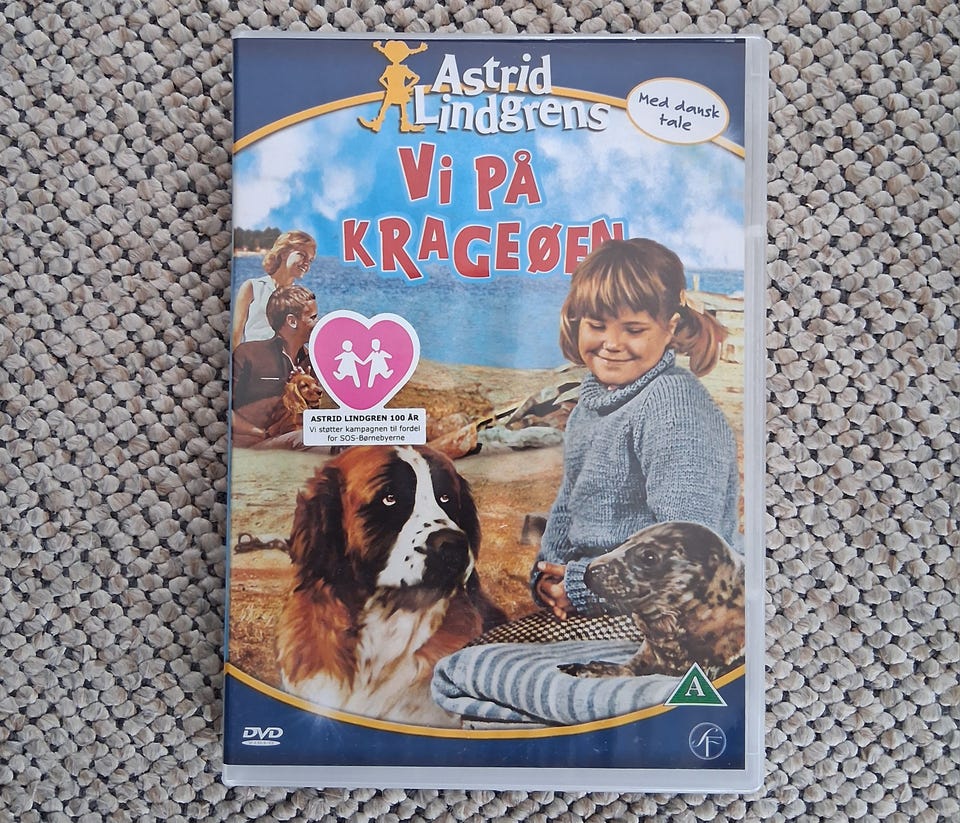 Astrid
Lindgrens
Med dansk
tale
Vi PÅ
KRAGEØEN
ASTRID LINDGREN 100 ÅR
Vi støtter kampagnen til fordel
for SOS-Børnebyerne
A
DVD
SF